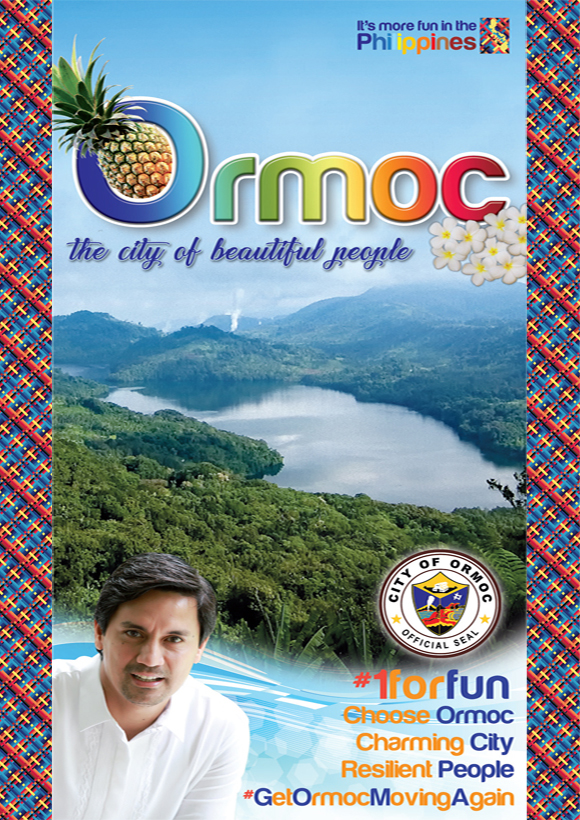 It's more fun in the
Philippines
Ormoc
the city of beautiful people
CITY OF ORMOC
OFFICIAL SEAL
#1forfun
Choose Ormoc
Charming City
Resilient People
#GetOrmocMovingAgain